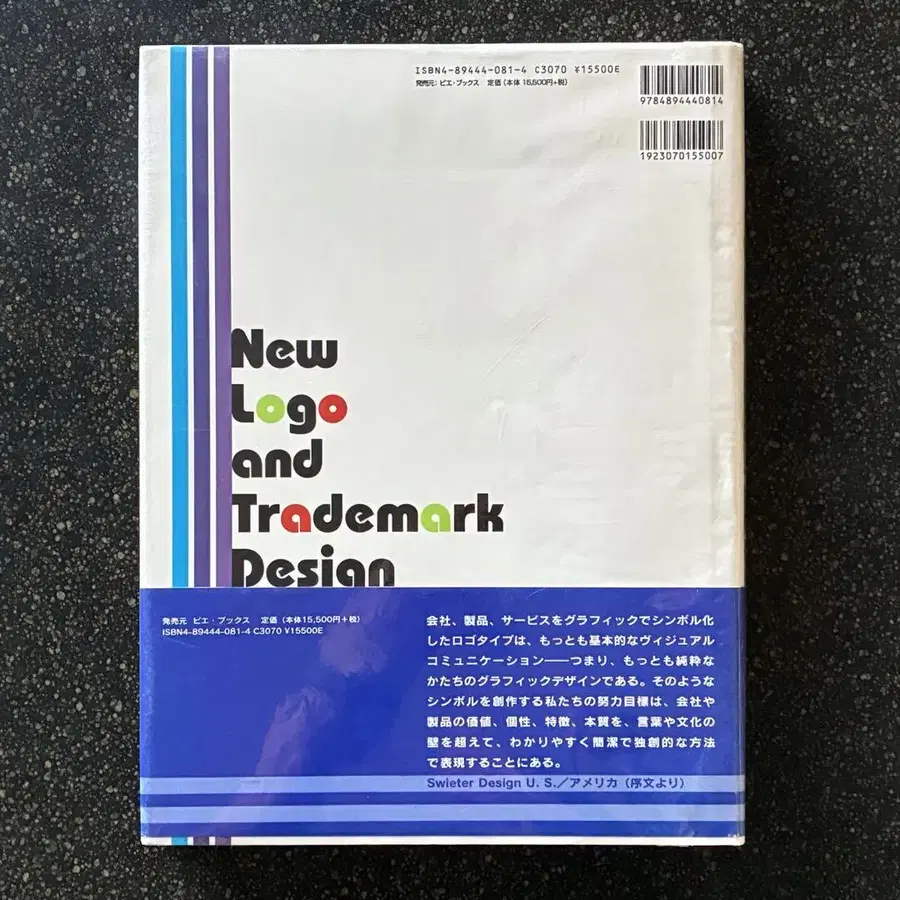 ISBN4-89444-081-4 C3070 ¥15500E
発売元: ピエ・ブックス 定価 (本体 15,500円+税)
9784894440814
1923070155007
New
Logo
and
Trademark
Design
発売元 ピエ・ブックス 定価 (本体15,500円+税)
ISBN4-89444-081-4 C3070 ¥15500E
会社、製品、サービスをグラフィックでシンボル化
したロゴタイプは、もっとも基本的なヴィジュアル
コミュニケーション──つまり、もっとも純粋な
かたちのグラフィックデザインである。そのような
シンボルを創作する私たちの努力目標は、会社や
製品の価値、個性、特徴、本質を、言葉や文化の
壁を超えて、わかりやすく簡潔で独創的な方法
で表現することにある。
Swieter Design U. S.／アメリカ (序文より)